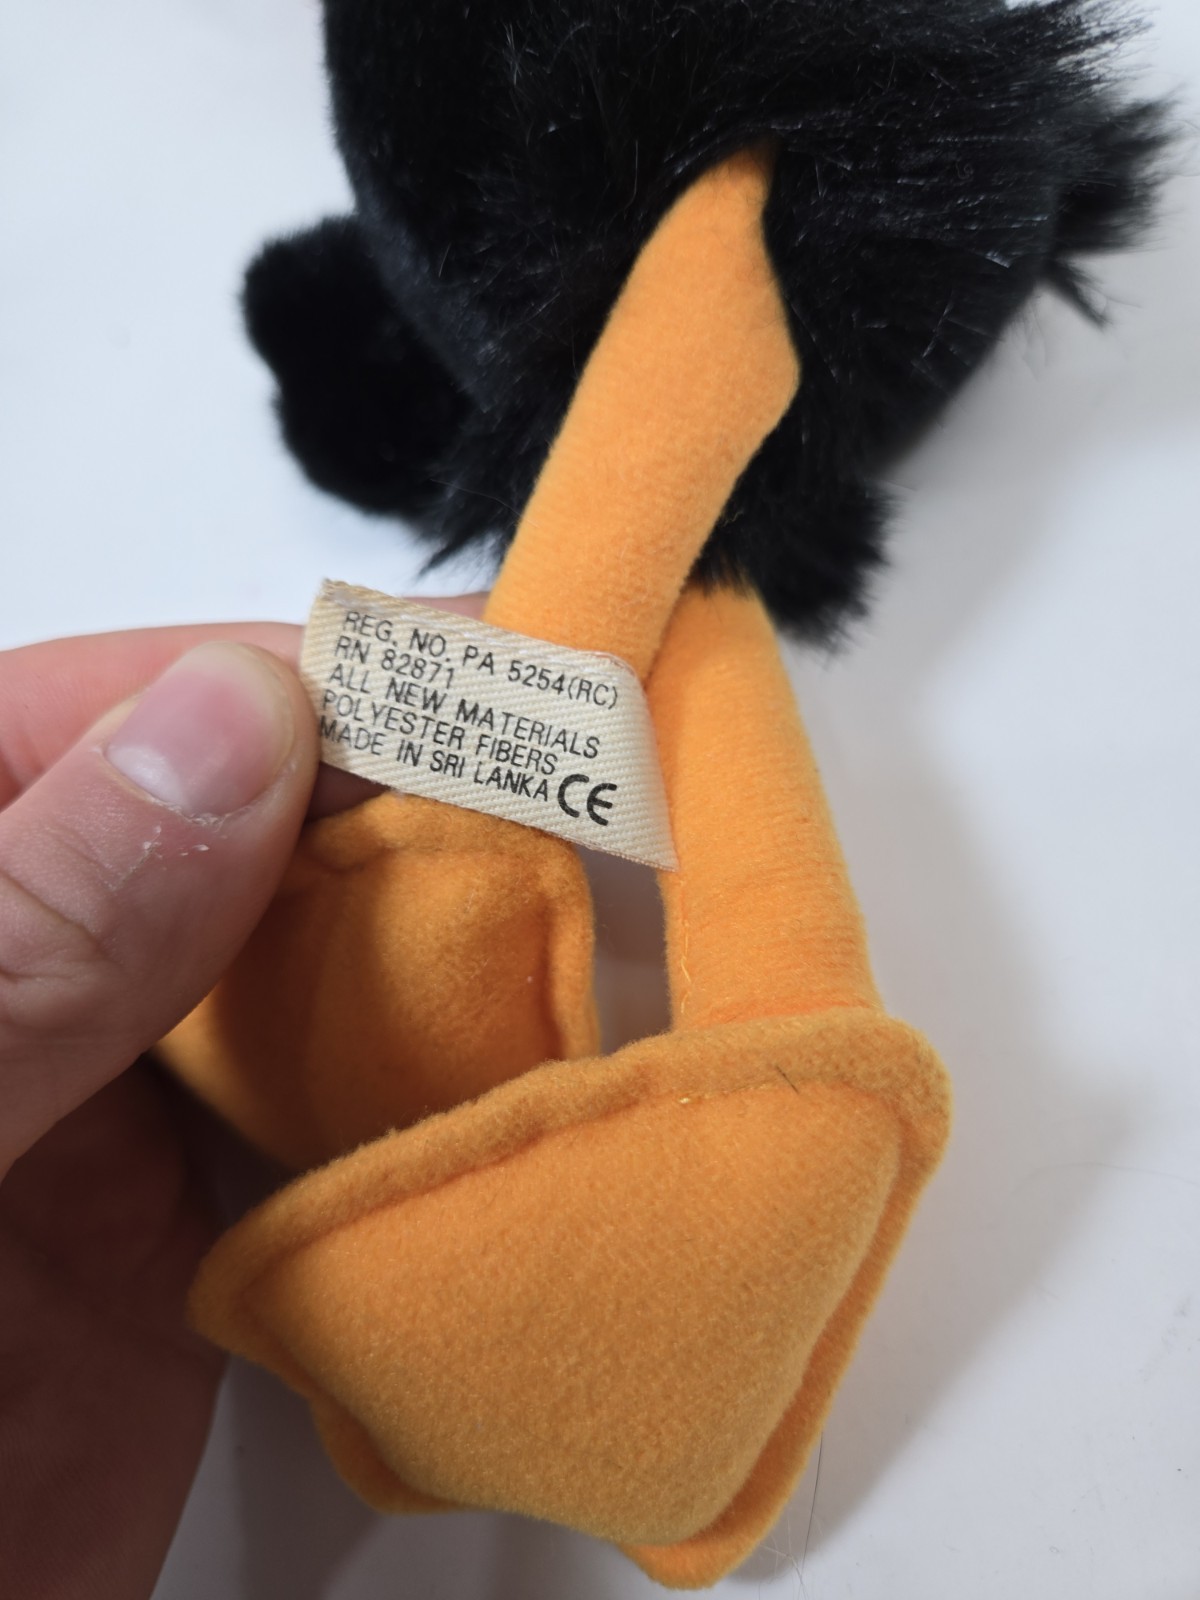 REG. NO. PA 5254(RC)
RN 82871
ALL NEW MATERIALS
POLYESTER FIBERS
MADE IN SRI LANKA CE